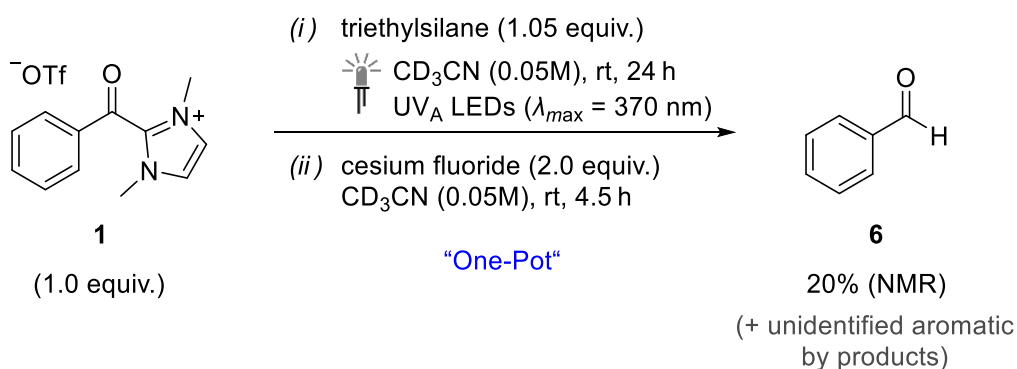 (i) triethylsilane (1.05 equiv.)
CD₃CN (0.05M), rt, 24 h
UV_A LEDs (λ_max = 370 nm)
⁻OTf
O
N+
N
1
(1.0 equiv.)
(ii) cesium fluoride (2.0 equiv.)
CD₃CN (0.05M), rt, 4.5 h
“One-Pot“
O
H
6
20% (NMR)
(+ unidentified aromatic
by products)